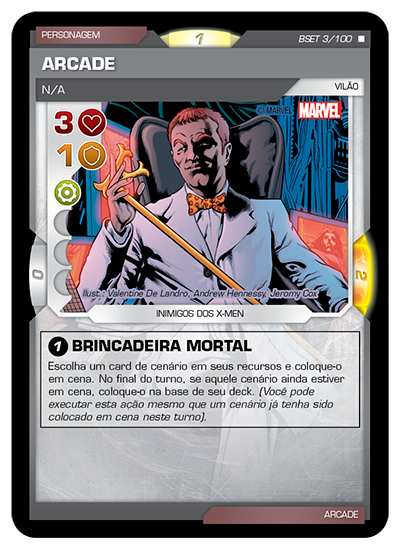 PERSONAGEM
1
BSET 3/100
ARCADE
N/A
VILÃO
3
© MARVEL
MARVEL
1
0
2
Ilust.: Valentine De Landro, Andrew Hennessy, Jeromy Cox
INIMIGOS DOS X-MEN
1 BRINCADEIRA MORTAL
Escolha um card de cenário em seus recursos e coloque-o
em cena. No final do turno, se aquele cenário ainda estiver
em cena, coloque-o na base de seu deck. (Você pode
executar esta ação mesmo que um cenário já tenha sido
colocado em cena neste turno).
ARCADE